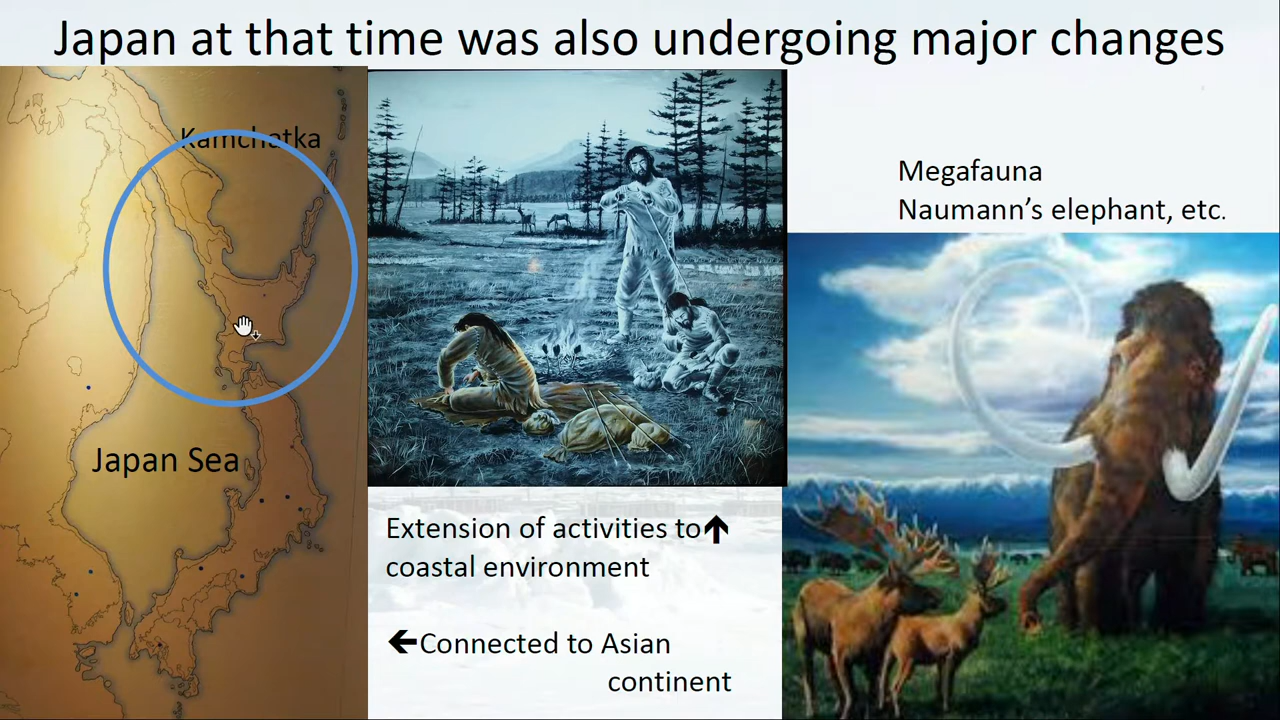 Japan at that time was also undergoing major changes
Kamchatka
Japan Sea
Megafauna
Naumann’s elephant, etc.
Extension of activities to↑
coastal environment
←Connected to Asian
continent